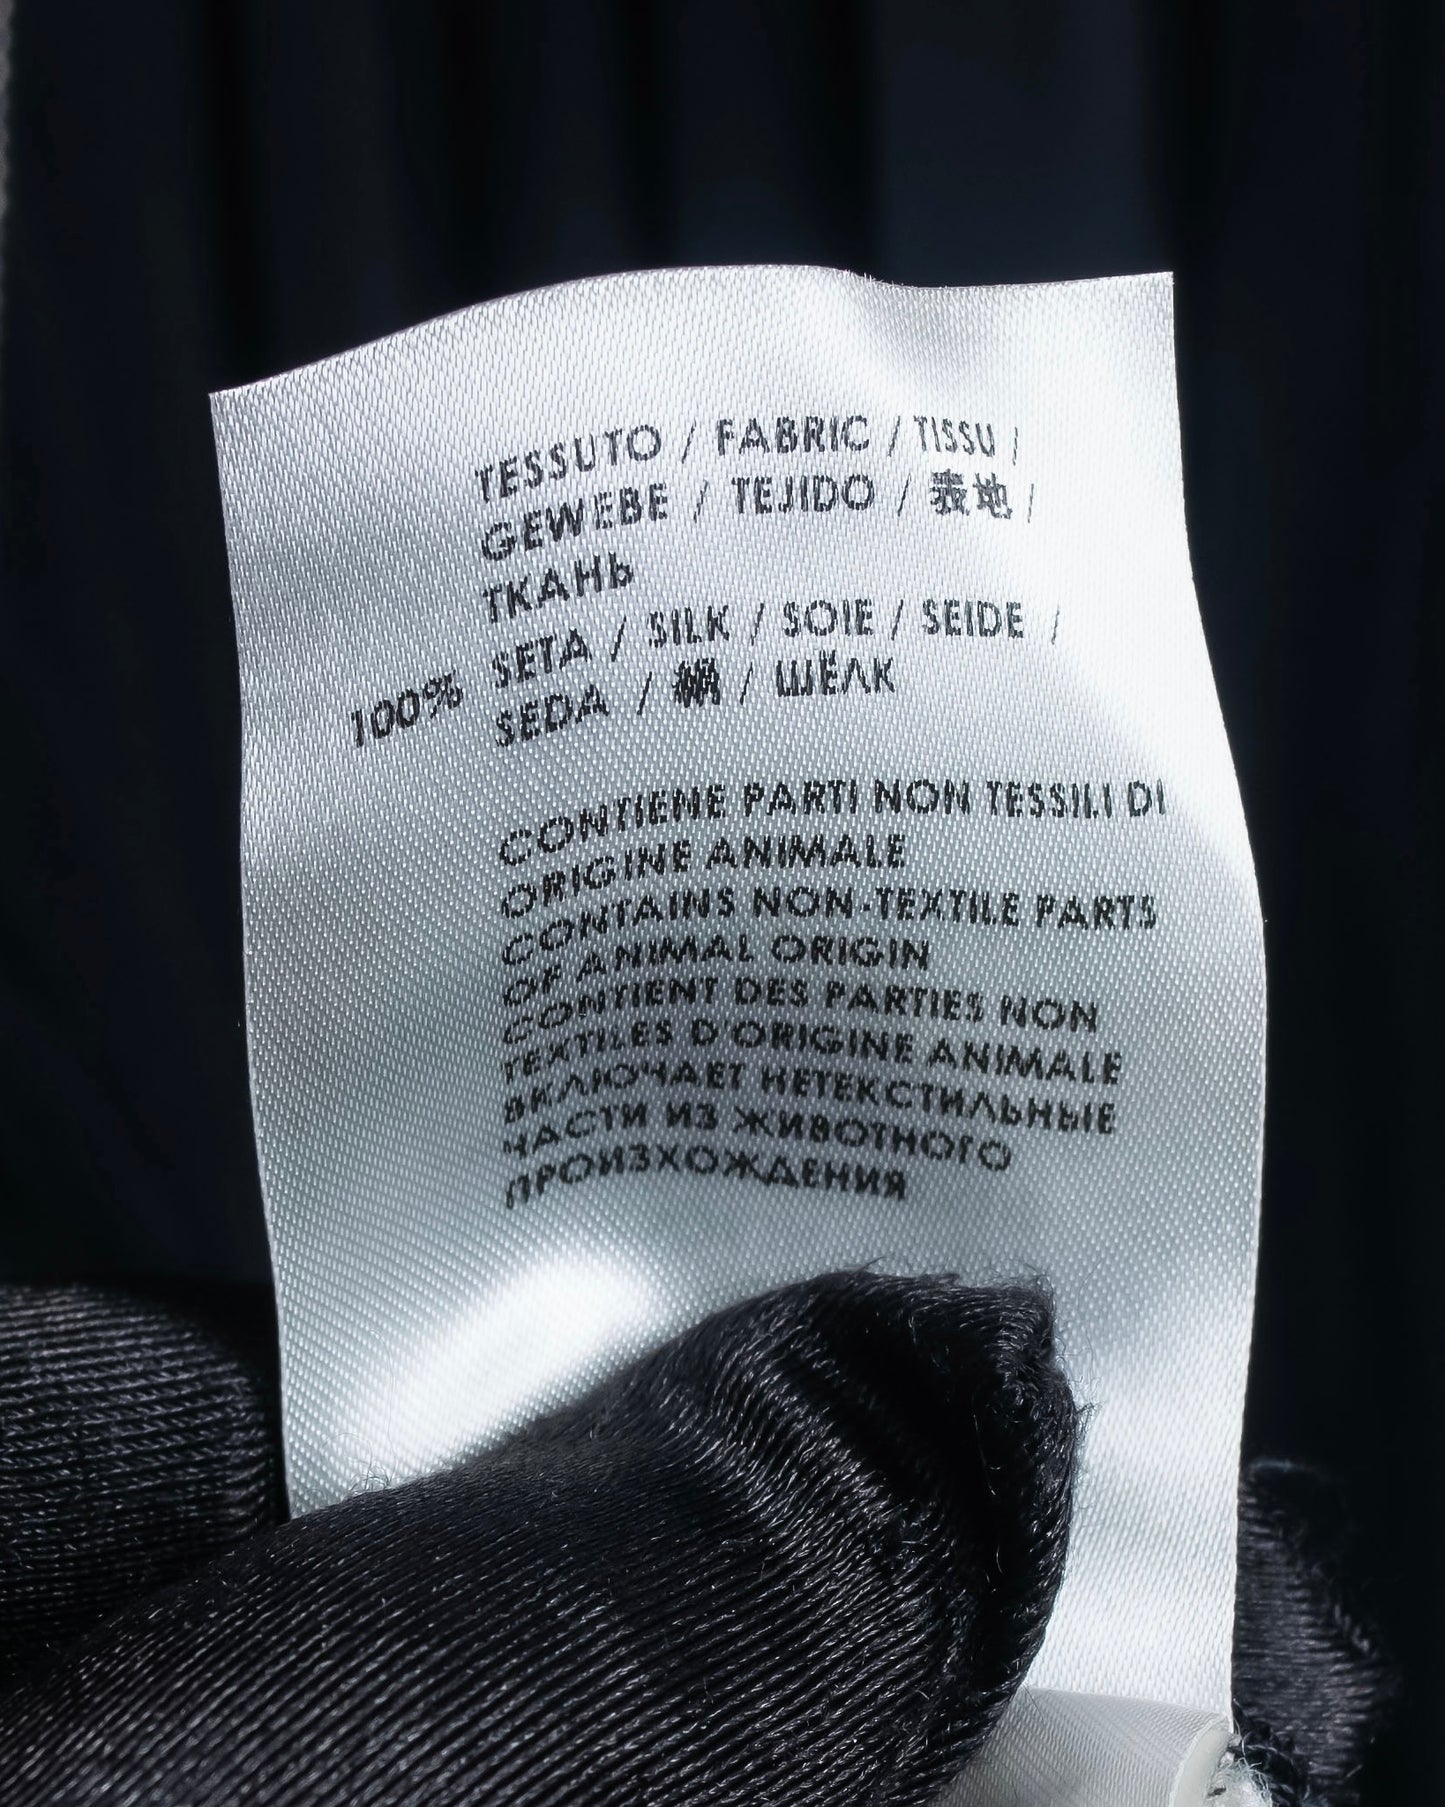 TESSUTO / FABRIC / TISSU /
GEWEBE / TEJIDO / 表地 /
ТКАНЬ
100% SETA / SILK / SOIE / SEIDE /
SEDA / 絹 / ШЁЛК
CONTIENE PARTI NON TESSILI DI
ORIGINE ANIMALE
CONTAINS NON-TEXTILE PARTS
OF ANIMAL ORIGIN
CONTIENT DES PARTIES NON
TEXTILES D'ORIGINE ANIMALE
ВКЛЮЧАЕТ НЕТЕКСТИЛЬНЫЕ
ЧАСТИ ИЗ ЖИВОТНОГО
ПРОИЗХОЖДЕНИЯ